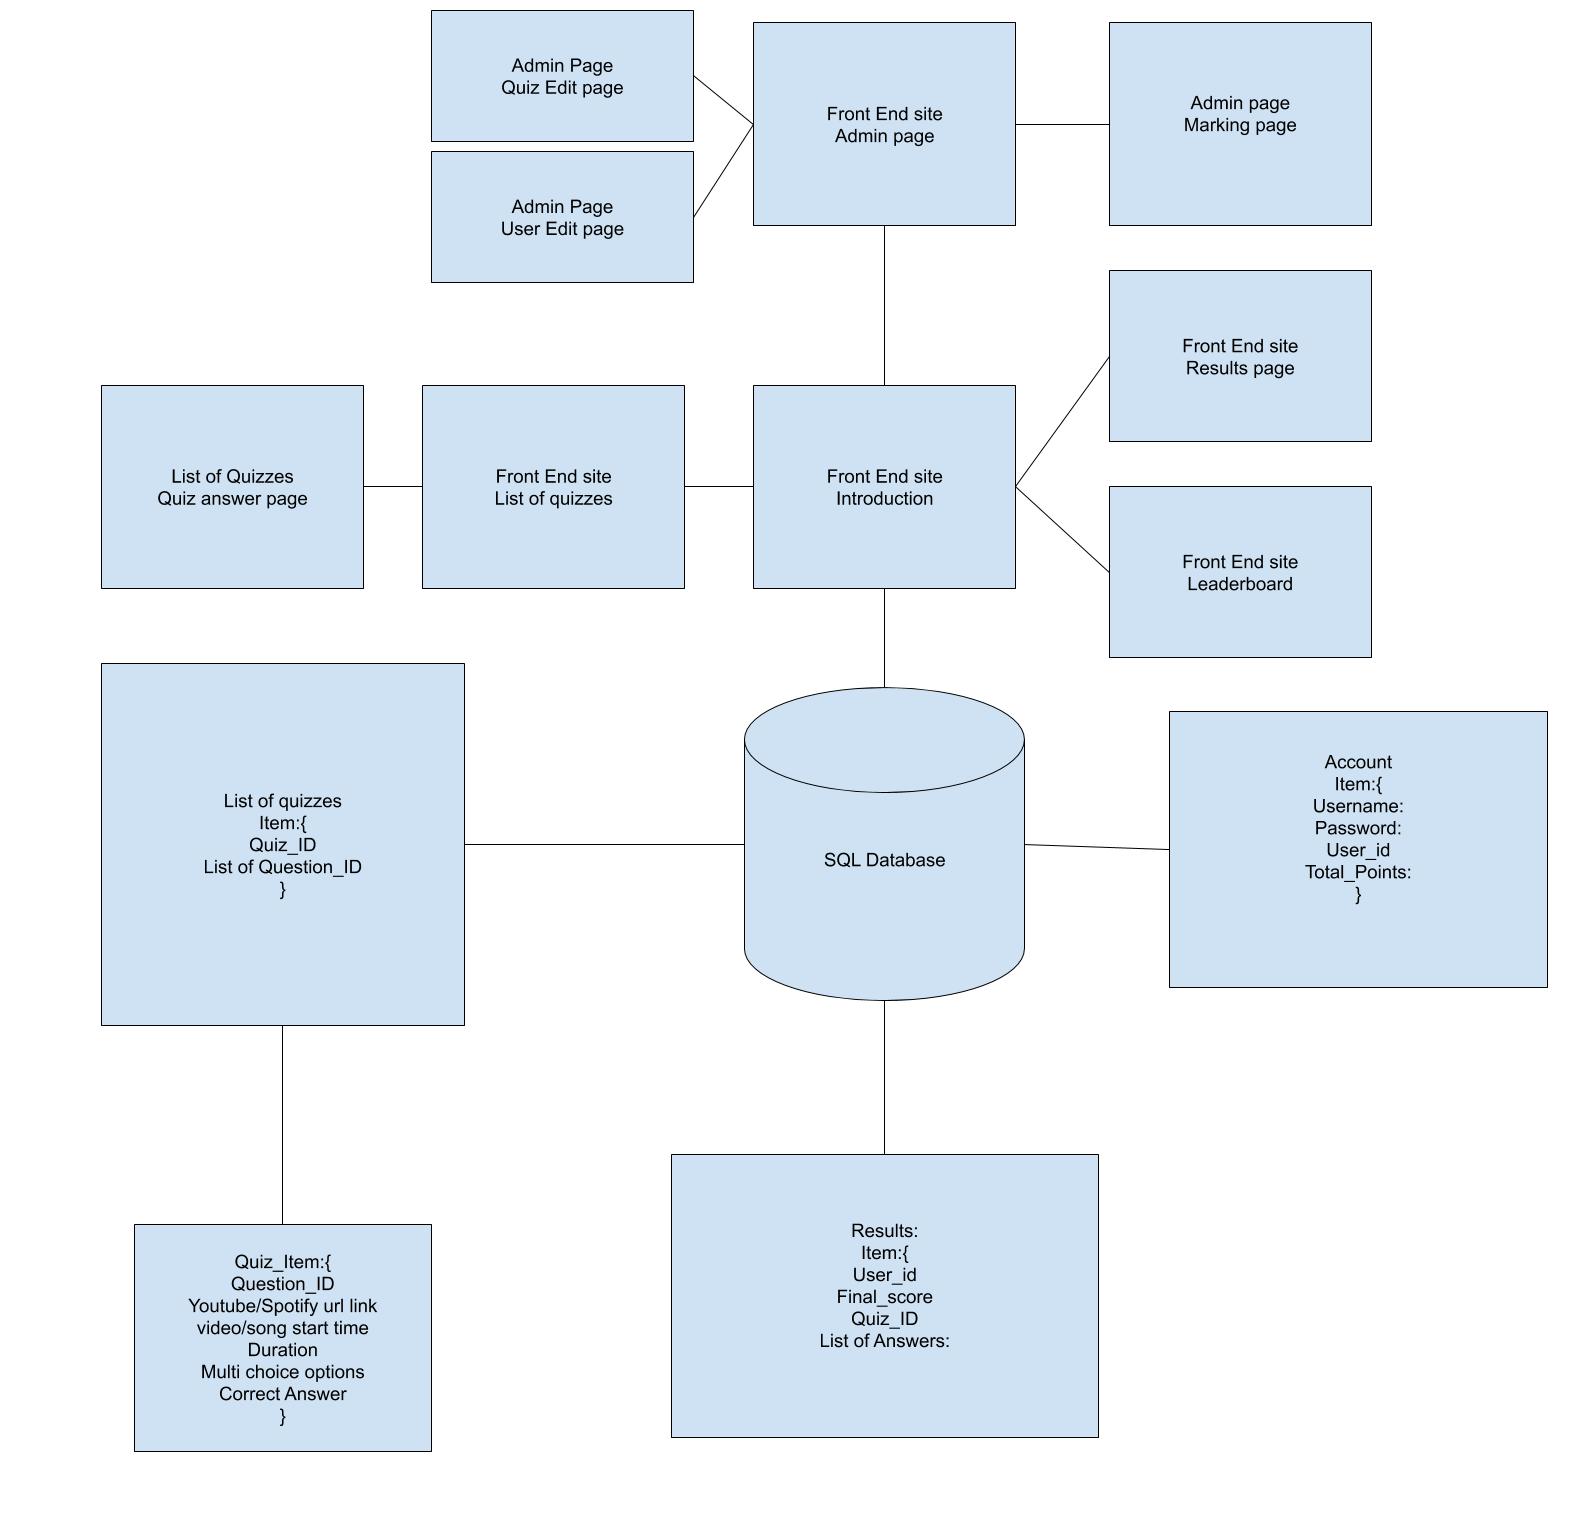 Admin Page
Quiz Edit page
Front End site
Admin page
Admin page
Marking page
Admin Page
User Edit page
Front End site
Results page
List of Quizzes
Quiz answer page
Front End site
List of quizzes
Front End site
Introduction
Front End site
Leaderboard
List of quizzes
Item:{
Quiz_ID
List of Question_ID
}
SQL Database
Account
Item:{
Username:
Password:
User_id
Total_Points:
}
Quiz_Item:{
Question_ID
Youtube/Spotify url link
video/song start time
Duration
Multi choice options
Correct Answer
}
Results:
Item:{
User_id
Final_score
Quiz_ID
List of Answers: